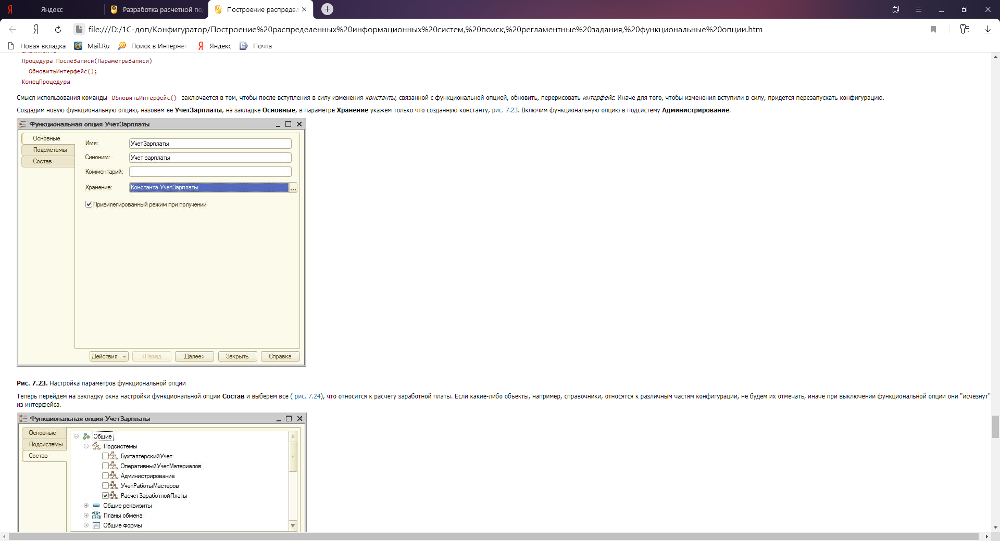 Яндекс
Разработка расчетной по
Построение распредел
file:///D:/1С-доп/Конфигуратор/Построение%20распределенных%20информационных%20систем,%20поиск,%20регламентные%20задания,%20функциональные%20опции.htm
Новая вкладка
Mail.Ru
Поиск в Интернет
Яндекс
Почта
Процедура ПослеЗаписи(ПараметрыЗаписи)
ОбновитьИнтерфейс();
КонецПроцедуры
Смысл использования команды ОбновитьИнтерфейс() заключается в том, чтобы после вступления в силу изменения константы, связанной с функциональной опцией, обновить, перерисовать интерфейс. Иначе для того, чтобы изменения вступили в силу, придется перезапускать конфигурацию.
Создадим новую функциональную опцию, назовем ее УчетЗарплаты, на закладке Основные, в параметре Хранение укажем только что созданную константу, рис. 7.23. Включим функциональную опцию в подсистему Администрирование.
Функциональная опция УчетЗарплаты
Основные
Подсистемы
Состав
Имя: УчетЗарплаты
Синоним: Учет зарплаты
Комментарий:
Хранение: Константа.УчетЗарплаты ...
Привилегированный режим при получении
Действия <Назад Далее> Закрыть Справка
Рис. 7.23. Настройка параметров функциональной опции
Теперь перейдем на закладку окна настройки функциональной опции Состав и выберем все ( рис. 7.24), что относится к расчету заработной платы. Если какие-либо объекты, например, справочники, относятся к различным частям конфигурации, не будем их отмечать, иначе при выключении функциональной опции они "исчезнут"
из интерфейса.
Функциональная опция УчетЗарплаты
Основные
Подсистемы
Состав
Общие
Подсистемы
БухгалтерскийУчет
ОперативныйУчетМатериалов
Администрирование
УчетРаботыМастеров
РасчетЗаработнойПлаты
Общие реквизиты
Планы обмена
Общие формы